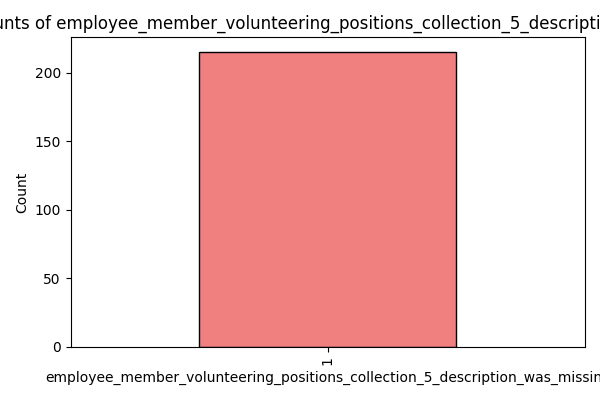 unts of employee_member_volunteering_positions_collection_5_descripti
200
150
100
50
0
Count
1
employee_member_volunteering_positions_collection_5_description_was_missin